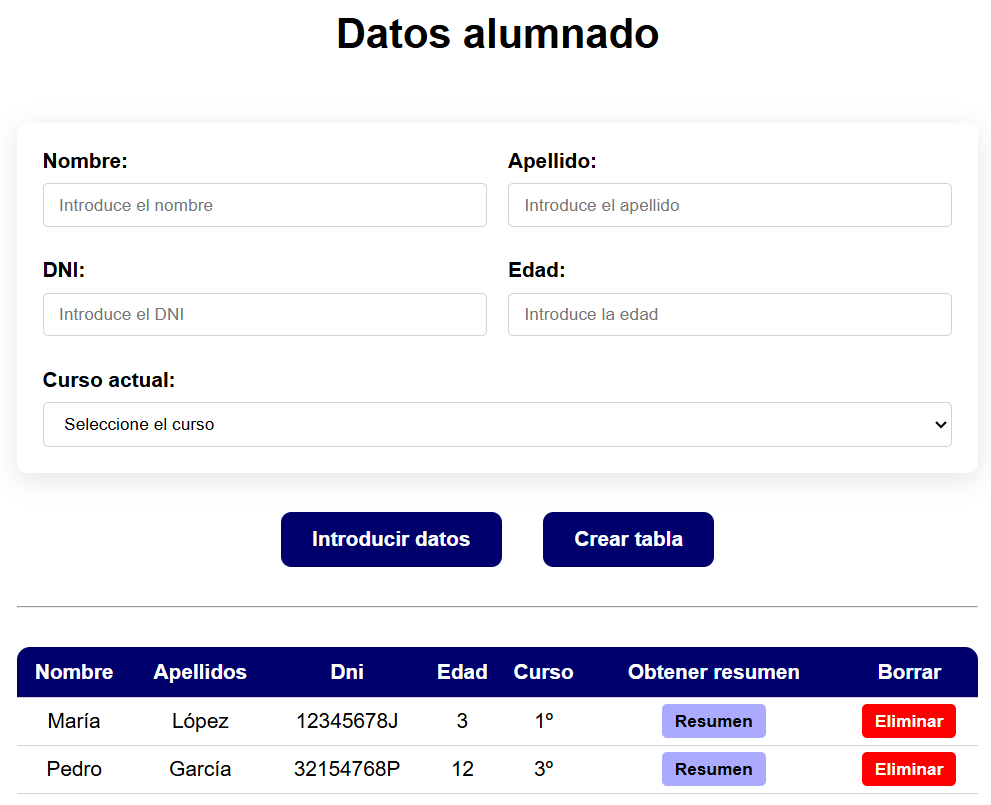 Datos alumnado
Nombre: Apellido:
Introduce el nombre Introduce el apellido
DNI: Edad:
Introduce el DNI Introduce la edad
Curso actual:
Seleccione el curso
Introducir datos Crear tabla
Nombre Apellidos Dni Edad Curso Obtener resumen Borrar
María López 12345678J 3 1º Resumen Eliminar
Pedro García 32154768P 12 3º Resumen Eliminar